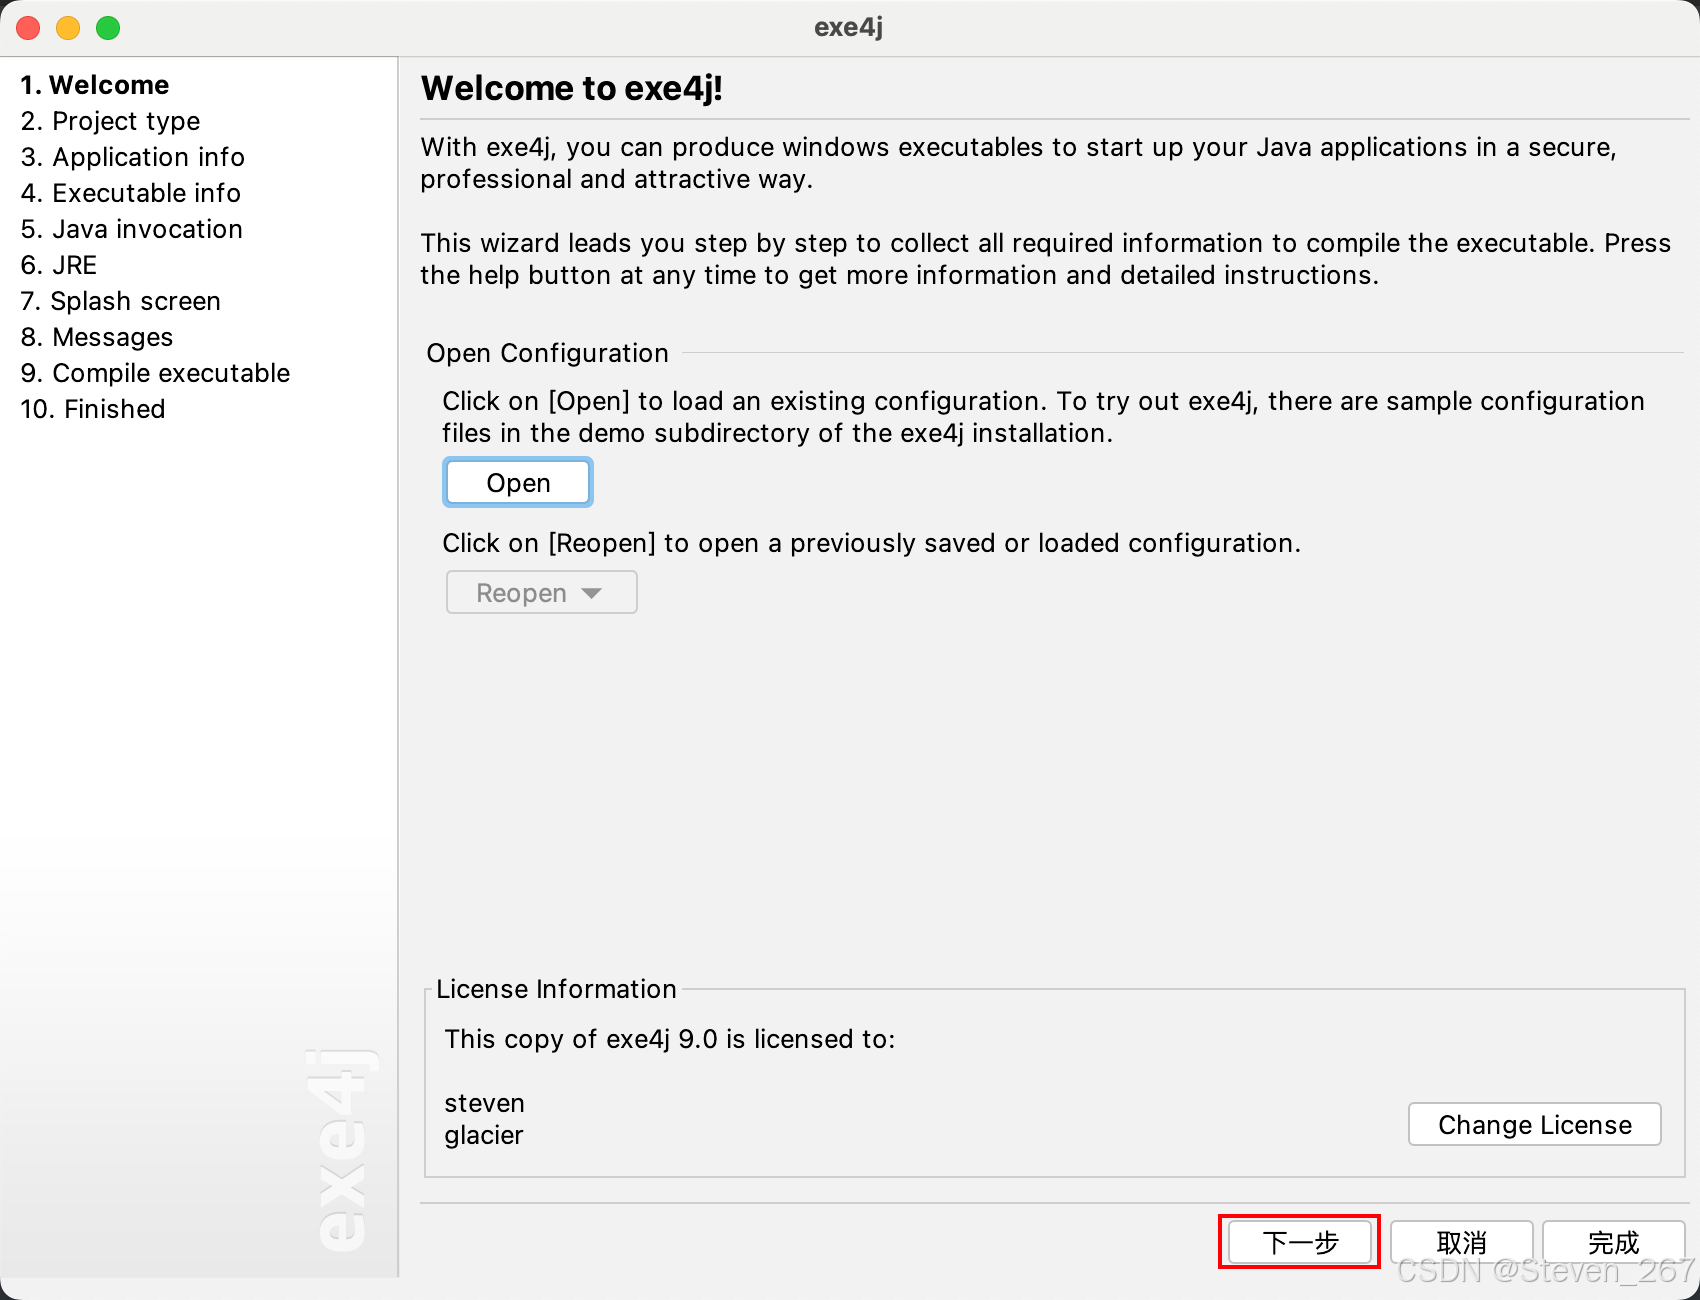 exe4j
1. Welcome
2. Project type
3. Application info
4. Executable info
5. Java invocation
6. JRE
7. Splash screen
8. Messages
9. Compile executable
10. Finished
exe4j
Welcome to exe4j!
With exe4j, you can produce windows executables to start up your Java applications in a secure,
professional and attractive way.
This wizard leads you step by step to collect all required information to compile the executable. Press
the help button at any time to get more information and detailed instructions.
Open Configuration
Click on [Open] to load an existing configuration. To try out exe4j, there are sample configuration
files in the demo subdirectory of the exe4j installation.
Open
Click on [Reopen] to open a previously saved or loaded configuration.
Reopen
License Information
This copy of exe4j 9.0 is licensed to:
steven
glacier
Change License
下一步 取消 完成
CSDN @Steven_267